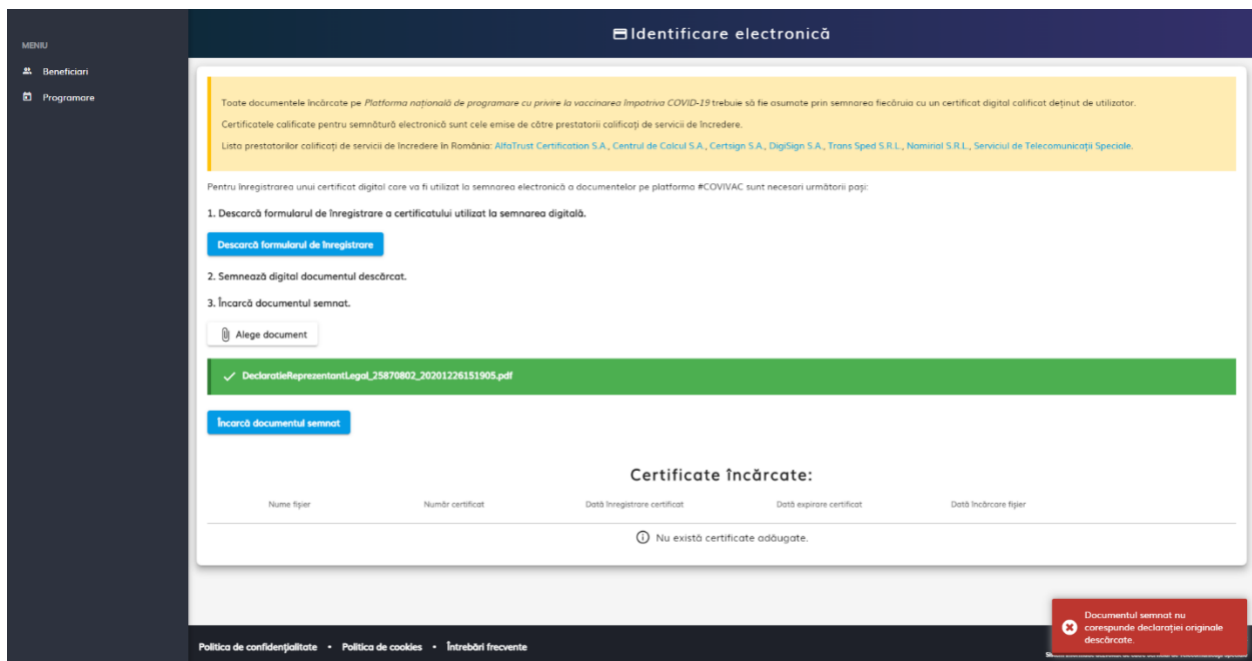 Identificare electronică
MENIU
Beneficiari
Programare
Toate documentele încărcate pe Platforma națională de programare cu privire la vaccinarea împotriva COVID-19 trebuie să fie asumate prin semnarea fiecăruia cu un certificat digital calificat deținut de utilizator.
Certificatele calificate pentru semnătură electronică sunt cele emise de către prestatorii calificați de servicii de încredere.
Lista prestatorilor calificați de servicii de încredere în România: AlfaTrust Certification S.A., Centrul de Calcul S.A., Certsign S.A., DigiSign S.A., Trans Sped S.R.L., Namirial S.R.L., Serviciul de Telecomunicații Speciale.
Pentru înregistrarea unui certificat digital care va fi utilizat la semnarea electronică a documentelor pe platforma #COVIVAC sunt necesari următorii pași:
1. Descarcă formularul de înregistrare a certificatului utilizat la semnarea digitală.
Descarcă formularul de înregistrare
2. Semnează digital documentul descărcat.
3. Încarcă documentul semnat.
Alege document
DeclaratieReprezentantLegal_25870802_20201226151905.pdf
Încarcă documentul semnat
Certificate încărcate:
Nume fișier Număr certificat Dată înregistrare certificat Dată expirare certificat Dată încărcare fișier
Nu există certificate adăugate.
Documentul semnat nu
corespunde declarației originale
descărcate.
Politica de confidențialitate • Politica de cookies • Întrebări frecvente